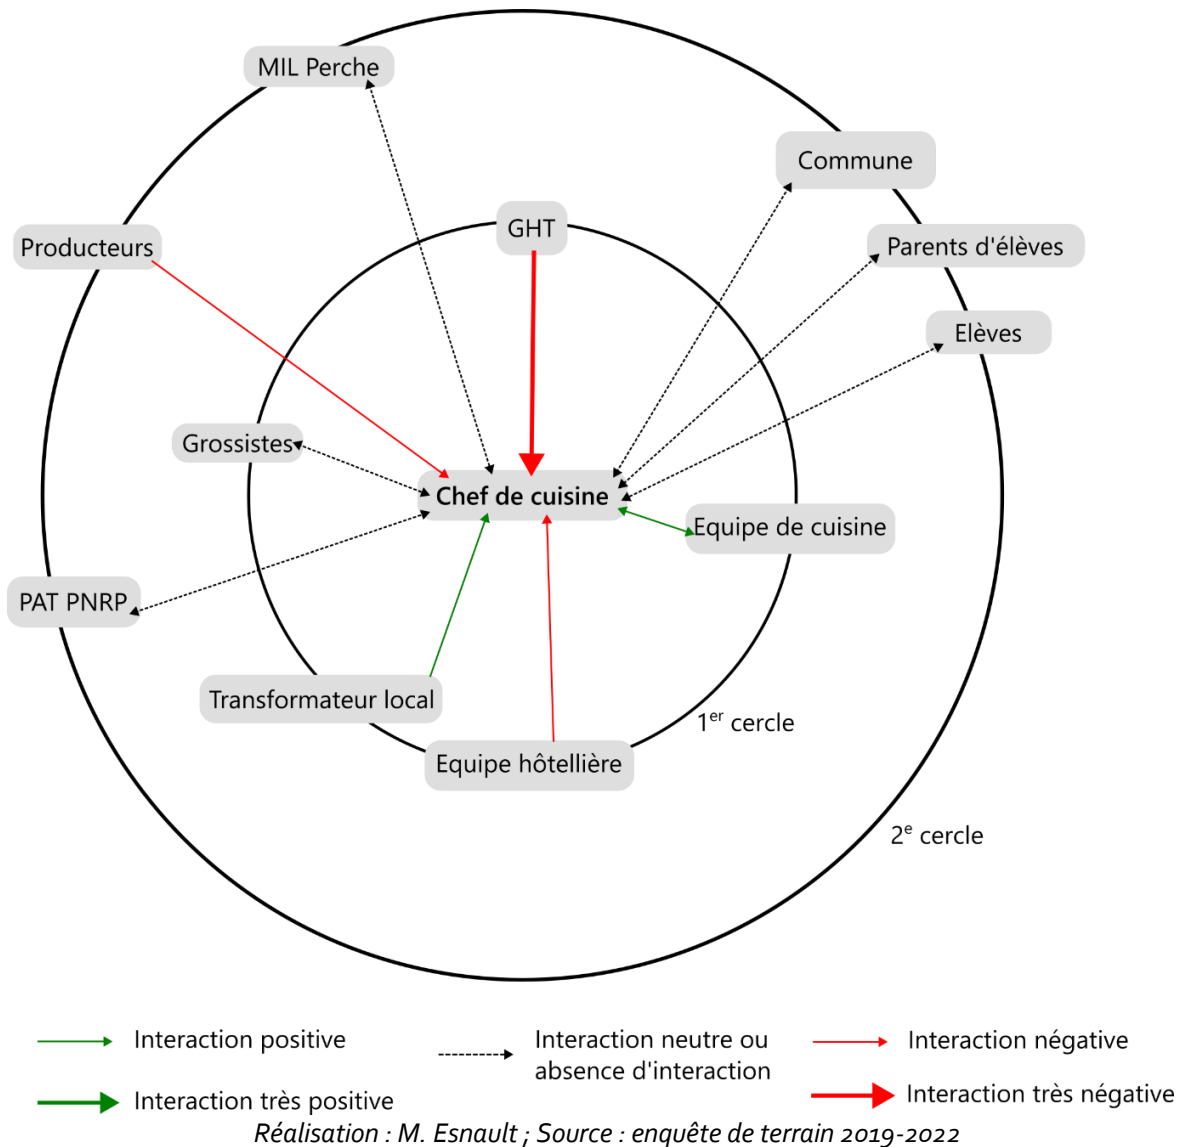 MIL Perche
Commune
GHT
Producteurs
Parents d'élèves
Elèves
Grossistes
Chef de cuisine
Equipe de cuisine
PAT PNRP
Transformateur local
1er cercle
Equipe hôtellière
2e cercle
Interaction positive
Interaction neutre ou
absence d'interaction
Interaction négative
Interaction très positive
Interaction très négative
Réalisation : M. Esnault ; Source : enquête de terrain 2019-2022